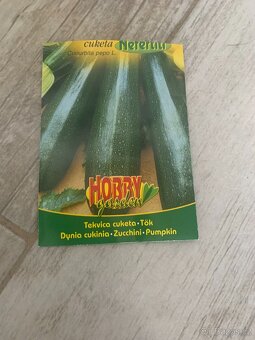 cuketa Nefertiti
Cucurbita pepo L.
HOBBY
garden
Tekvica cuketa • Tök
Dynia cukinia • Zucchini • Pumpkin